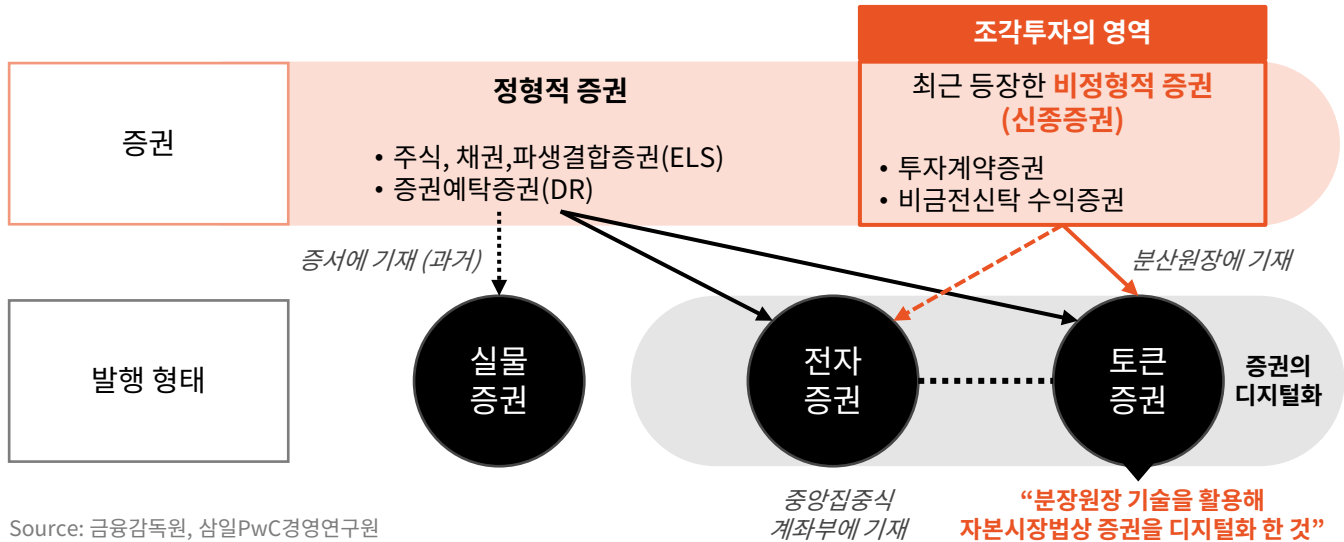 조각투자의 영역
증권
정형적 증권
• 주식, 채권,파생결합증권(ELS)
• 증권예탁증권(DR)
최근 등장한 비정형적 증권
(신종증권)
• 투자계약증권
• 비금전신탁 수익증권
증서에 기재 (과거)
분산원장에 기재
발행 형태
실물
증권
전자
증권
토큰
증권
증권의
디지털화
중앙집중식
계좌부에 기재
“분장원장 기술을 활용해
자본시장법상 증권을 디지털화 한 것”
Source: 금융감독원, 삼일PwC경영연구원